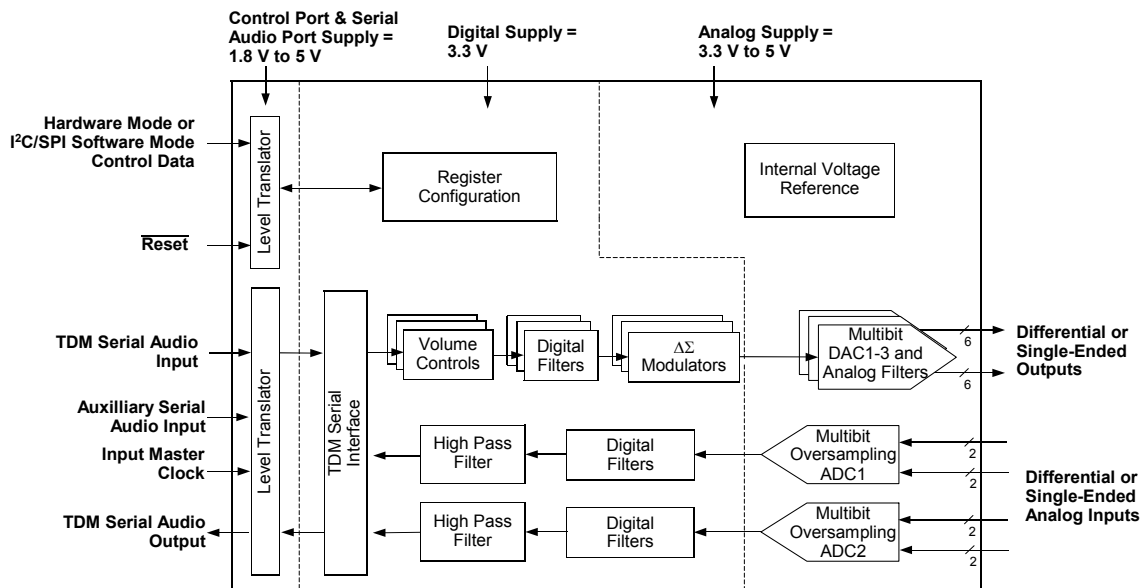 Control Port & Serial
Audio Port Supply =
1.8 V to 5 V
Digital Supply =
3.3 V
Analog Supply =
3.3 V to 5 V
Hardware Mode or
I²C/SPI Software Mode
Control Data
Reset
Level Translator
Register
Configuration
Internal Voltage
Reference
TDM Serial Audio
Input
Auxilliary Serial
Audio Input
Input Master
Clock
TDM Serial Audio
Output
Level Translator
TDM Serial
Interface
Volume
Controls
Digital
Filters
ΔΣ
Modulators
Multibit
DAC1-3 and
Analog Filters
6
6
Differential or
Single-Ended
Outputs
High Pass
Filter
Digital
Filters
Multibit
Oversampling
ADC1
2
2
High Pass
Filter
Digital
Filters
Multibit
Oversampling
ADC2
2
2
Differential or
Single-Ended
Analog Inputs